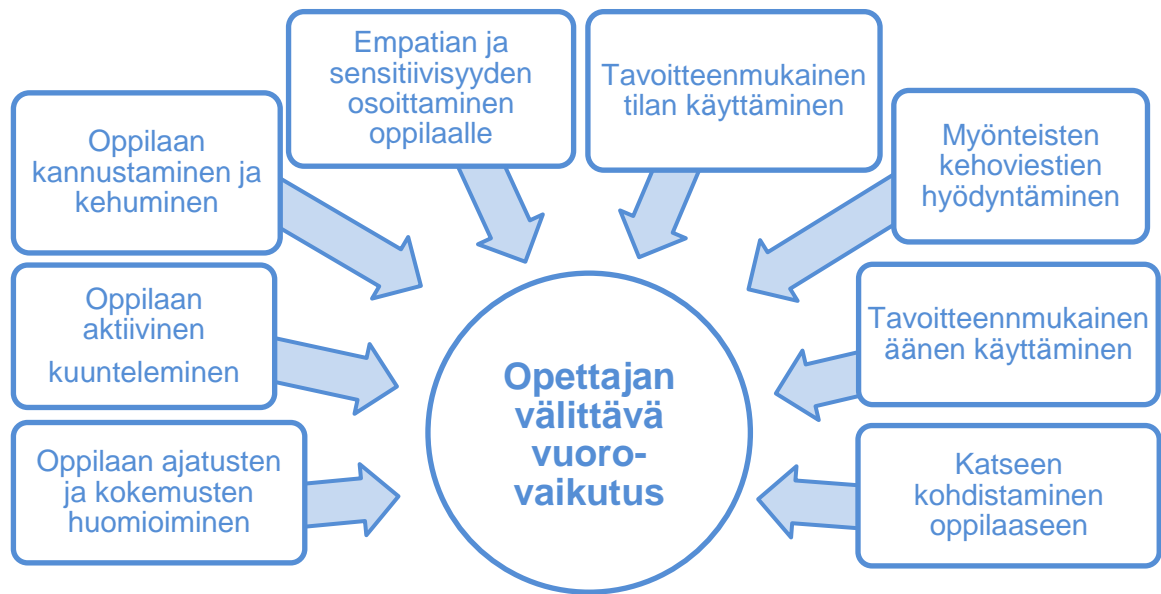 Empatian ja
sensitiivisyyden
osoittaminen
oppilaalle
Tavoitteenmukainen
tilan käyttäminen
Oppilaan
kannustaminen ja
kehuminen
Myönteisten
kehoviestien
hyödyntäminen
Oppilaan
aktiivinen
kuunteleminen
Tavoitteennmukainen
äänen käyttäminen
Opettajan
välittävä
vuoro-
vaikutus
Oppilaan ajatusten
ja kokemusten
huomioiminen
Katseen
kohdistaminen
oppilaaseen